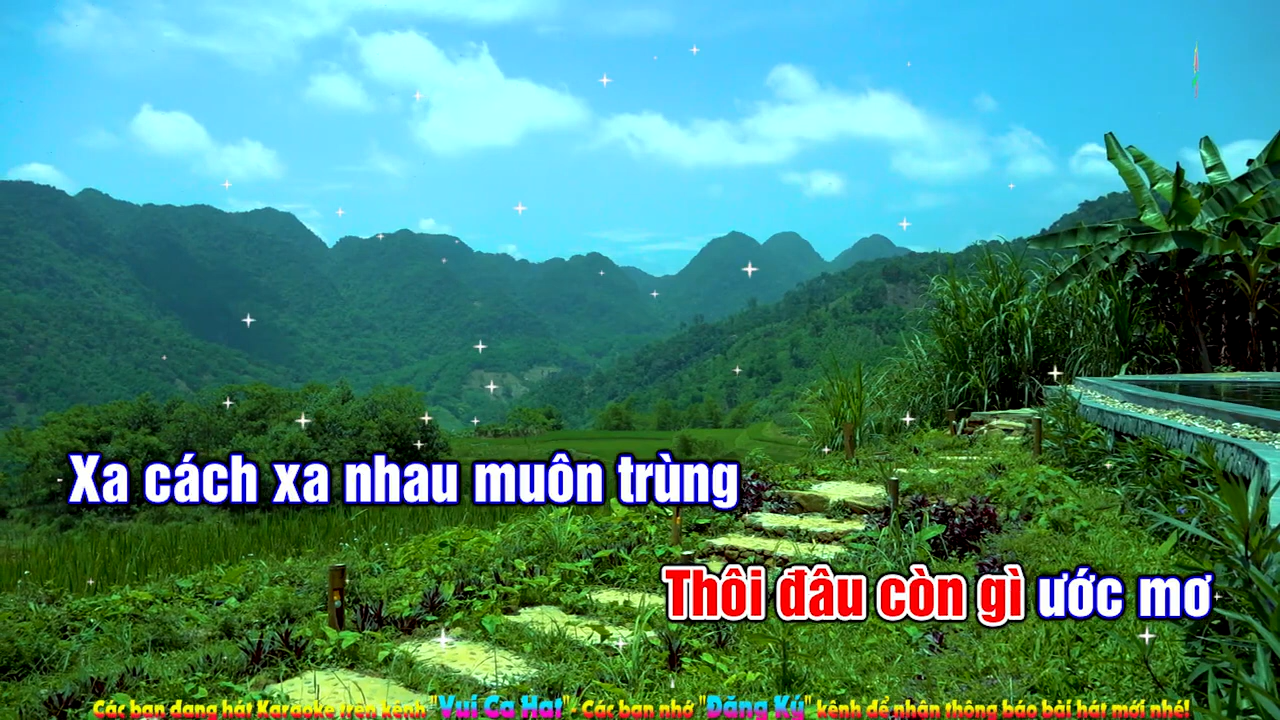 Xa cách xa nhau muôn trùng
Thôi đâu còn gì ước mơ
Các bạn đang hát Karaoke trên kênh "Vui Ca Hat" Các bạn nhớ "Đăng Ký" kênh để nhận thông báo bài hát mới nhé!